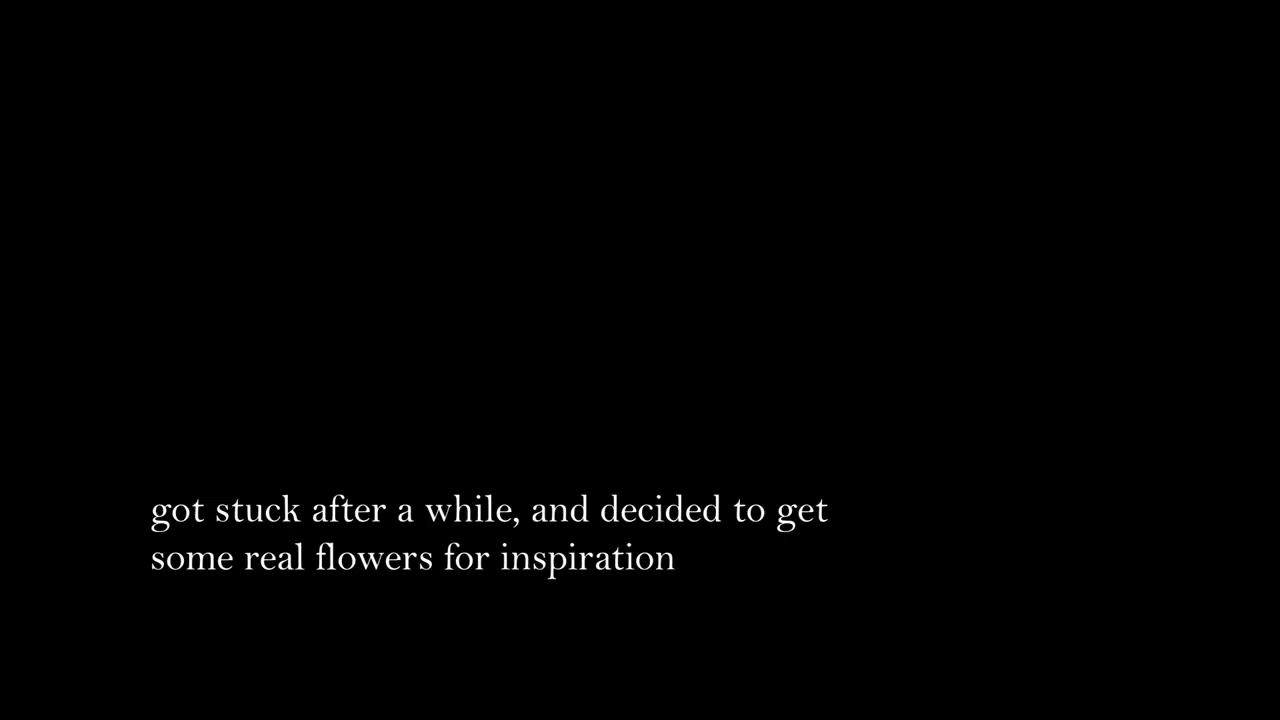 got stuck after a while, and decided to get
some real flowers for inspiration